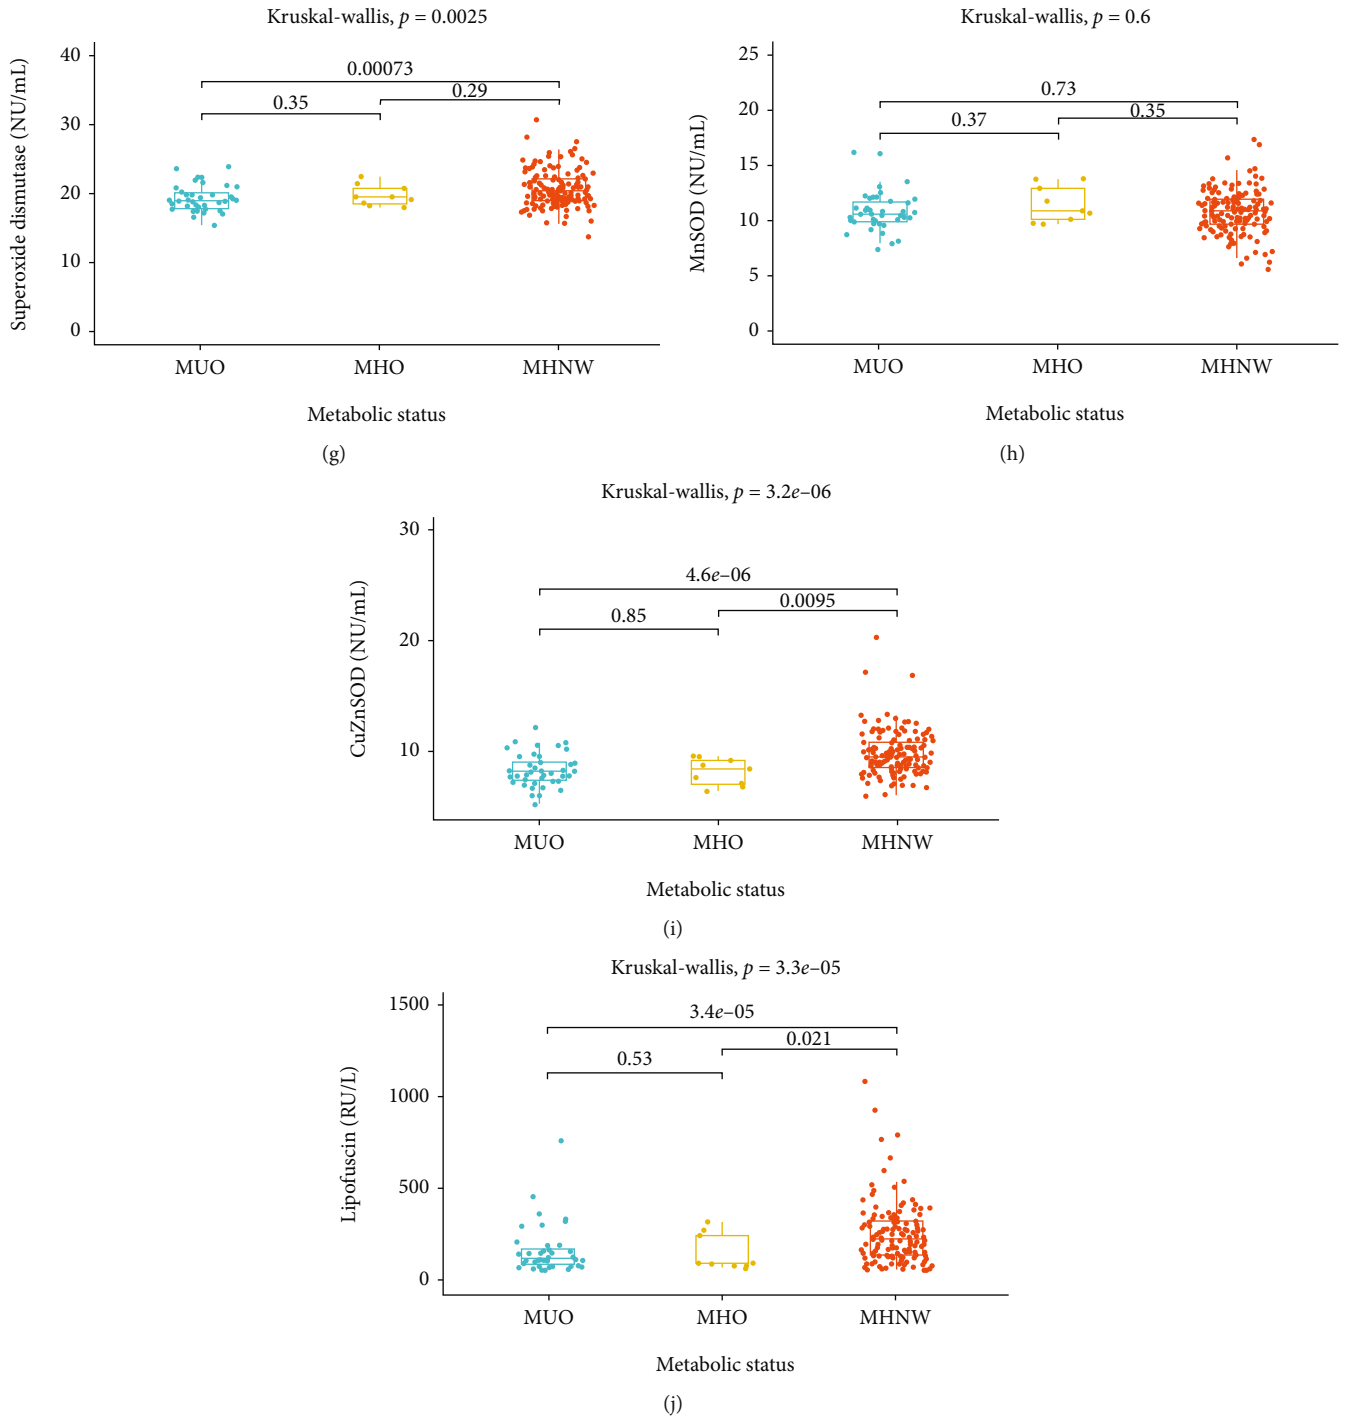 Kruskal-wallis, p = 0.0025
40
30
20
10
0
Superoxide dismutase (NU/mL)
0.00073
0.35
0.29
MUO
MHO
MHNW
Metabolic status
(g)
Kruskal-wallis, p = 0.6
25
20
15
10
5
0
MnSOD (NU/mL)
0.73
0.37
0.35
MUO
MHO
MHNW
Metabolic status
(h)
Kruskal-wallis, p = 3.2e–06
30
20
10
CuZnSOD (NU/mL)
4.6e–06
0.85
0.0095
MUO
MHO
MHNW
Metabolic status
(i)
Kruskal-wallis, p = 3.3e–05
1500
1000
500
0
Lipofuscin (RU/L)
3.4e–05
0.53
0.021
MUO
MHO
MHNW
Metabolic status
(j)